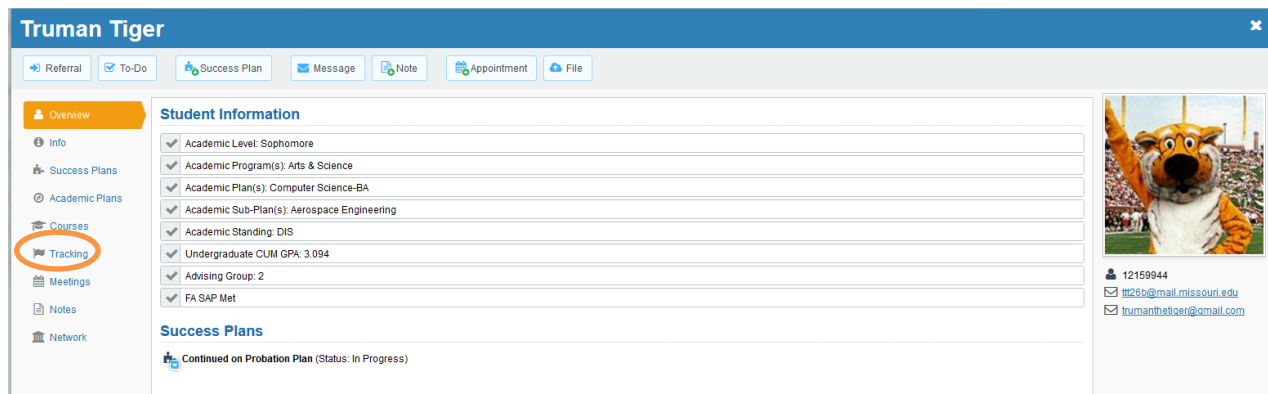 Truman Tiger
Referral
To-Do
Success Plan
Message
Note
Appointment
File
Overview
Info
Success Plans
Academic Plans
Courses
Tracking
Meetings
Notes
Network
Student Information
Academic Level: Sophomore
Academic Program(s): Arts & Science
Academic Plan(s): Computer Science-BA
Academic Sub-Plan(s): Aerospace Engineering
Academic Standing: DIS
Undergraduate CUM GPA: 3.094
Advising Group: 2
FA SAP Met
Success Plans
Continued on Probation Plan (Status: In Progress)
12159944
ttt26b@mail.missouri.edu
trumanthetiger@gmail.com